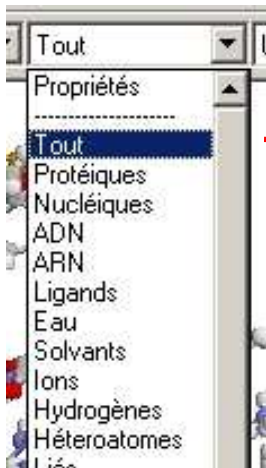 Tout
Propriétés
--------------------
Tout
Protéiques
Nucléiques
ADN
ARN
Ligands
Eau
Solvants
Ions
Hydrogènes
Héteroatomes